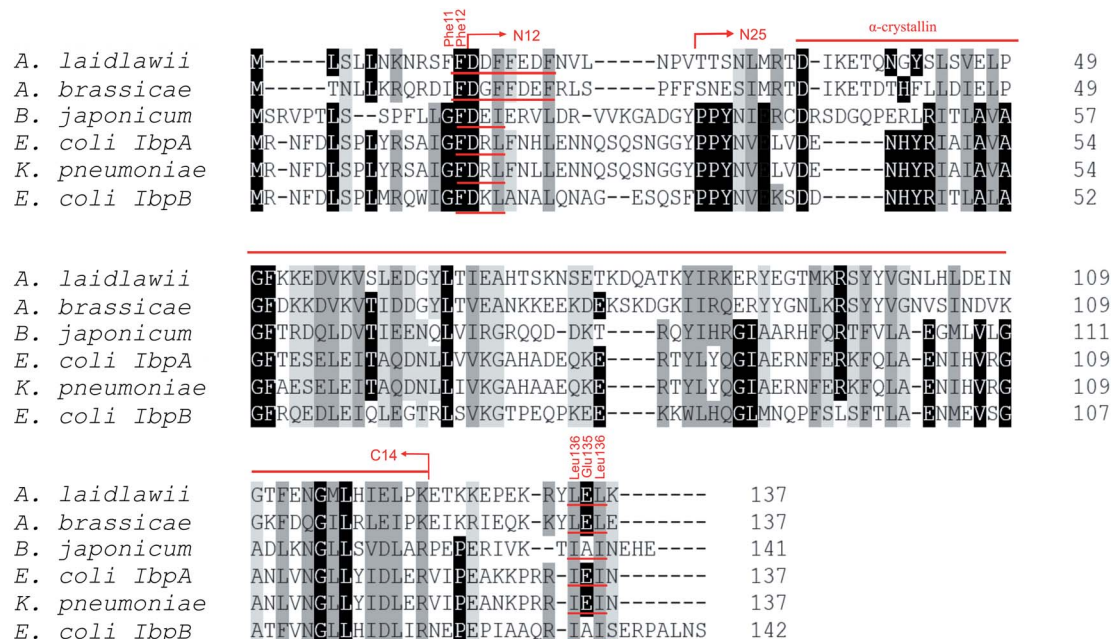 Phe11
Phe12
N12
N25
α-crystallin
A. laidlawii M-----LSLLNKNRSFFDDFFEDFNVL-----NPVTTSNLMRTD-IKETQNGYSLSVELP 49
A. brassicae M-----TNLLKRQRDIFDGFFDEFRLS-----PFFSNESIMRTD-IKETDTHFLLDIELP 49
B. japonicum MSRVPTLS--SPFLLGFDEIERVLDR-VVKGADGYPPYNIERCDRSDGQPERLRITLAVA 57
E. coli IbpA MR-NFDLSPLYRSAIGFDRLFNHLENNQSQSNGGYPPYNVELVDE-----NHYRIAIAVA 54
K. pneumoniae MR-NFDLSPLYRSAIGFDRLFNLLENNQSQSNGGYPPYNVELVDE-----NHYRIAIAVA 54
E. coli IbpB MR-NFDLSPLMRQWIGFDKLANALQNAG--ESQSFPPYNVEKSDD-----NHYRITLALA 52
A. laidlawii GFKKEDVKVSLEDGYLTIEAHTSKNSETKDQATKYIRKERYEGTMKRSYYVGNLHLDEIN 109
A. brassicae GFDKKDVKVTIDDGYLTVEANKKEEKDEKSKDGKIIRQERYYGNLKRSYYVGNVSINDVK 109
B. japonicum GFTRDQLDVTIEENQLVIRGRQQD-DKT----RQYIHRGIAARHFQRTFVLA-EGMLVLG 111
E. coli IbpA GFTESELEITAQDNLLVVKGAHADEQKE----RTYLYQGIAERNFERKFQLA-ENIHVRG 109
K. pneumoniae GFAESELEITAQDNLLIVKGAHAAEQKE----RTYLYQGIAERNFERKFQLA-ENIHVRG 109
E. coli IbpB GFRQEDLEIQLEGTRLSVKGTPEQPKEE----KKWLHQGLMNQPFSLSFTLA-ENMEVSG 107
C14
Leu136
Glu135
Leu136
A. laidlawii GTFENGMLHIELPKETKKEPEK-RYLELK------- 137
A. brassicae GKFDQGILRLEIPKEIKRIEQK-KYLELE------- 137
B. japonicum ADLKNGLLSVDLARPEPERIVK--TIAINEHE---- 141
E. coli IbpA ANLVNGLLYIDLERVIPEAKKPRR-IEIN------- 137
K. pneumoniae ANLVNGLLYIDLERVIPEANKPRR-IEIN------- 137
E. coli IbpB ATFVNGLLHIDLIRNEPEPIAAQR-IAISERPALNS 142